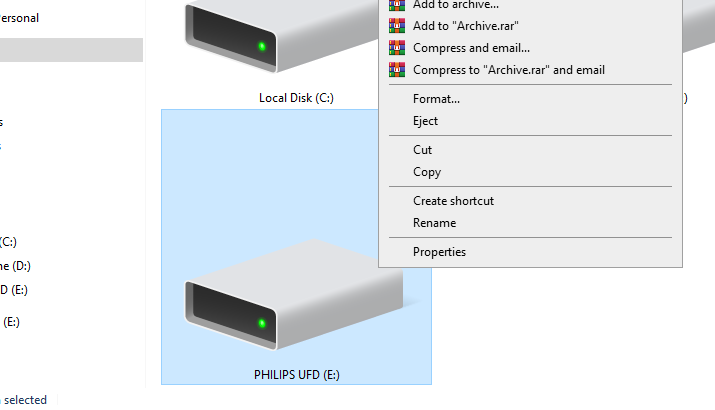 ersonal
Add to archive...
Add to "Archive.rar"
Compress and email...
Compress to "Archive.rar" and email
Local Disk (C:)
)
Format...
Eject
Cut
Copy
Create shortcut
Rename
Properties
s
(C:)
ne (D:)
D (E:)
(E:)
PHILIPS UFD (E:)
selected